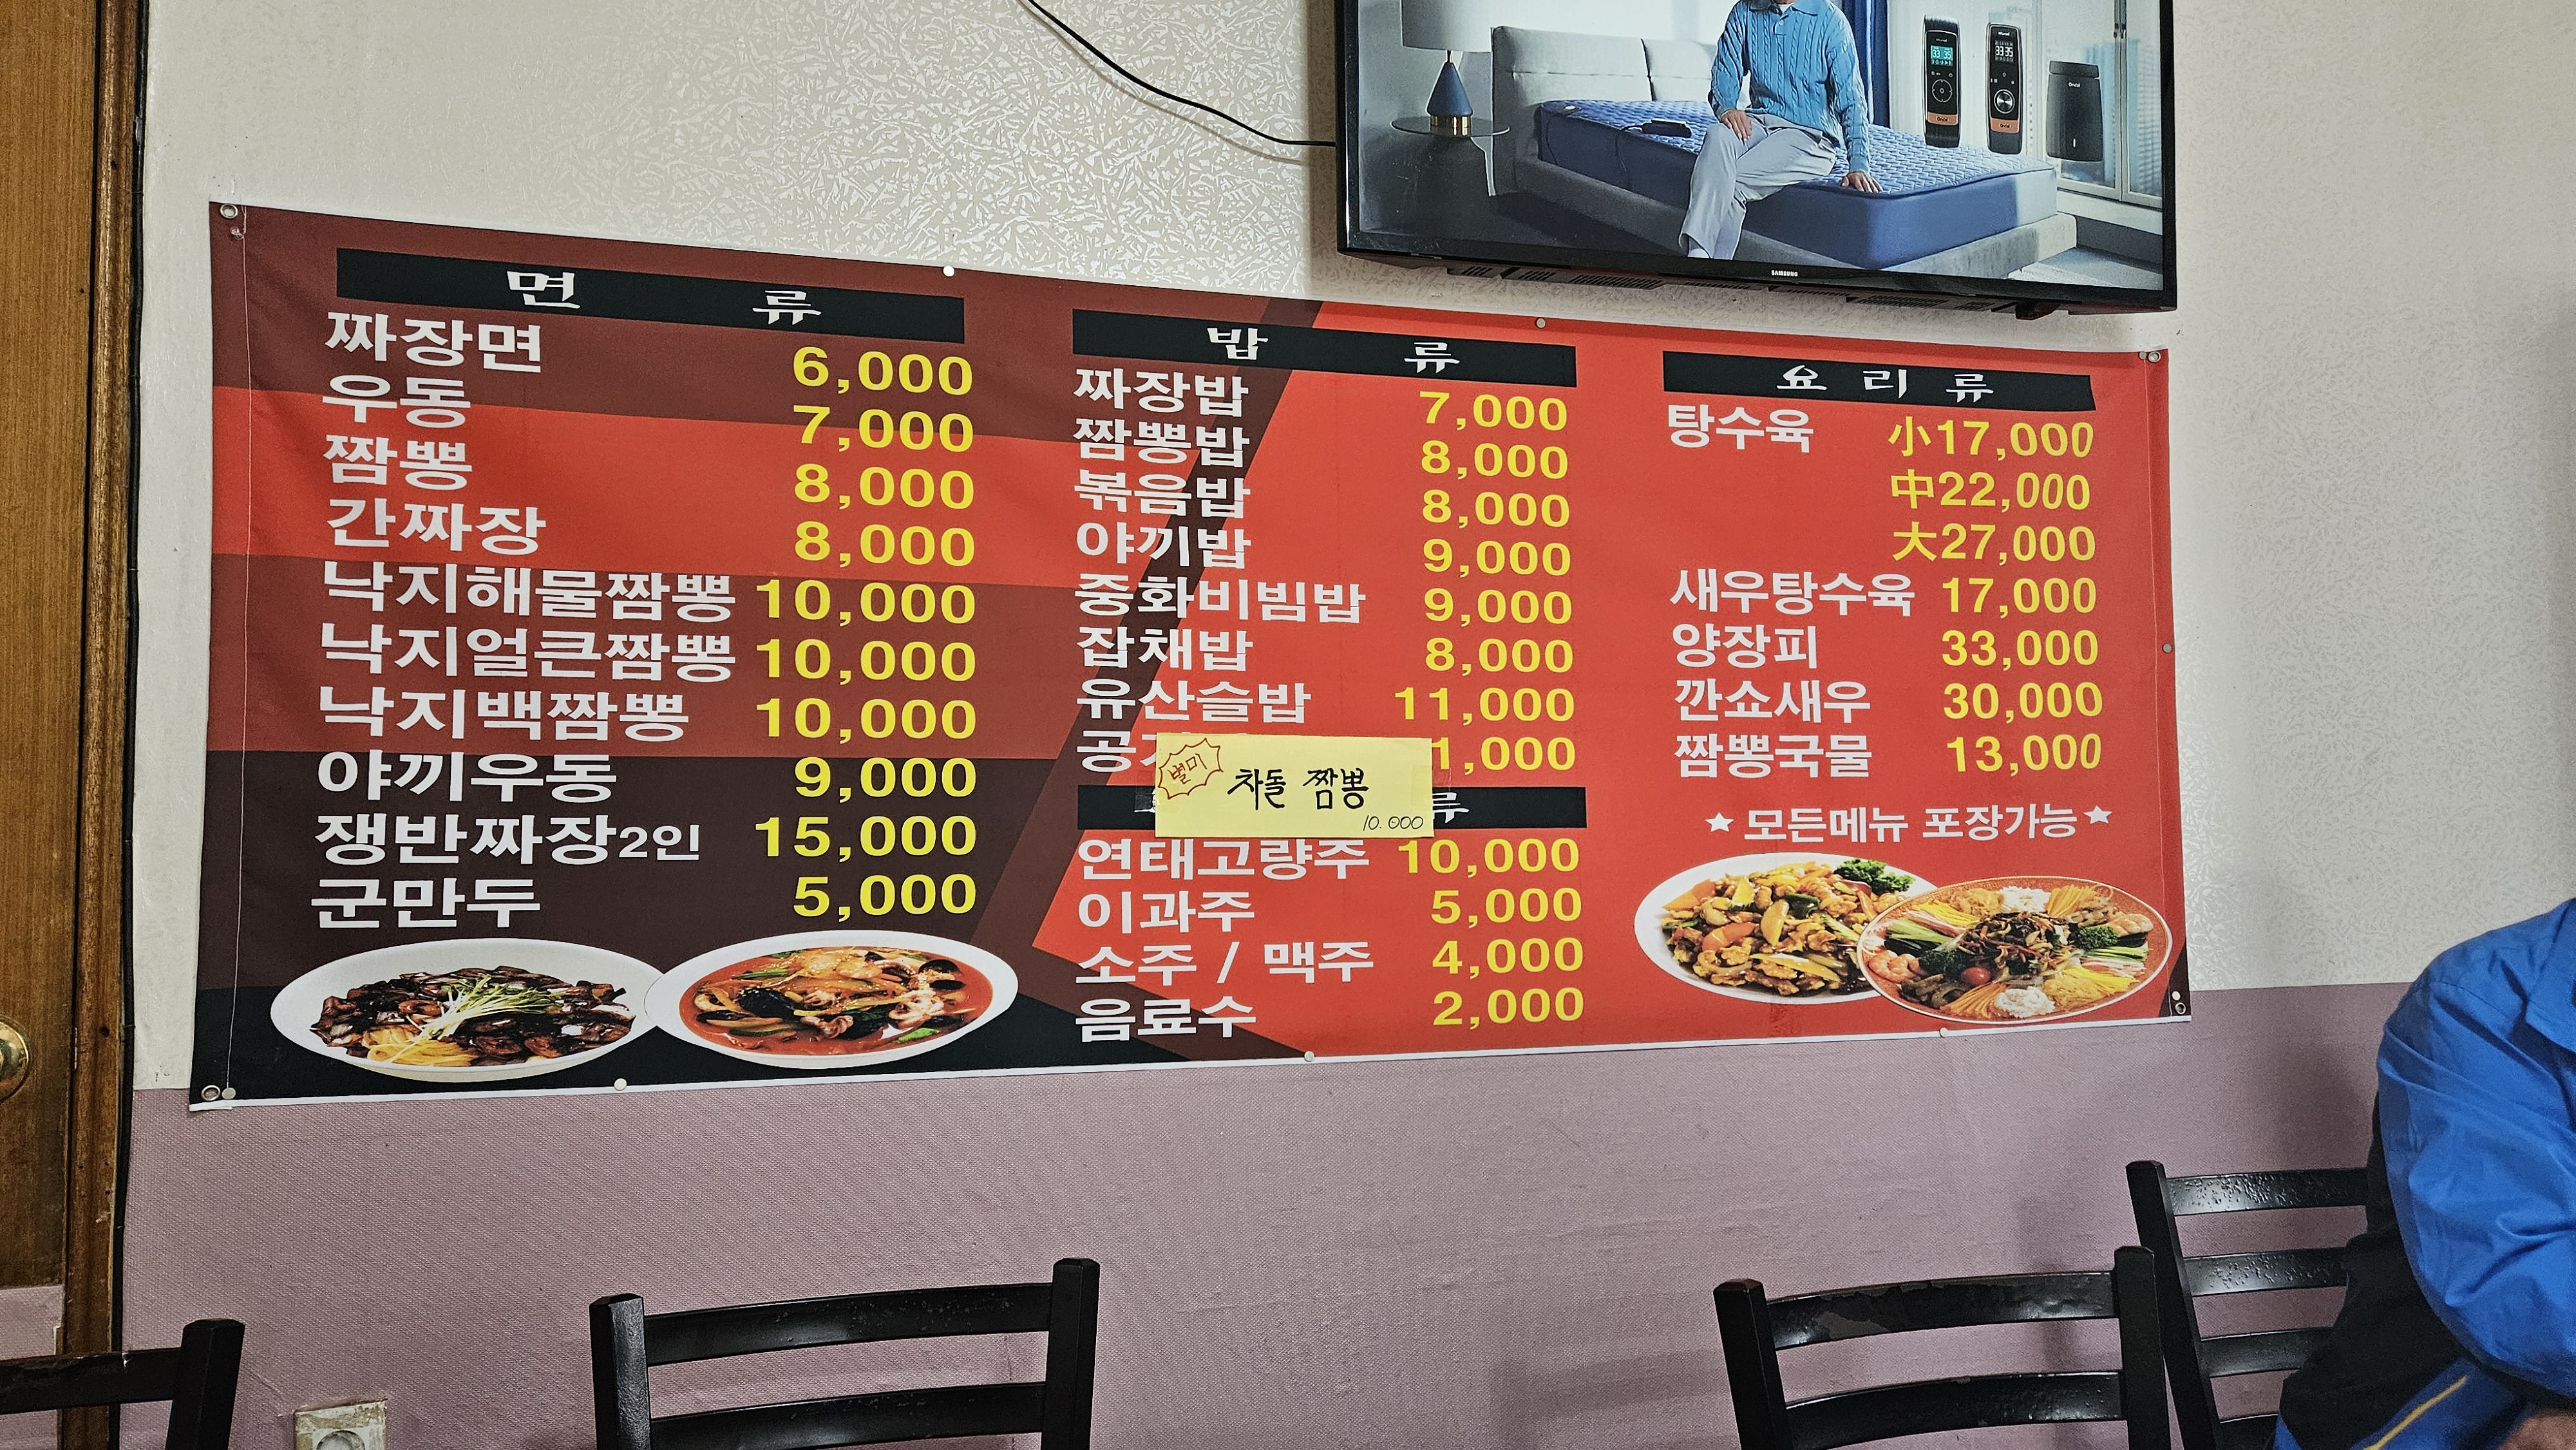 면 류
짜장면 6,000
우동 7,000
짬뽕 8,000
간짜장 8,000
낙지해물짬뽕 10,000
낙지얼큰짬뽕 10,000
낙지백짬뽕 10,000
야끼우동 9,000
쟁반짜장2인 15,000
군만두 5,000
밥 류
짜장밥 7,000
짬뽕밥 8,000
볶음밥 8,000
야끼밥 9,000
중화비빔밥 9,000
잡채밥 8,000
유산슬밥 11,000
공 1,000
별미
차돌 짬뽕
10.000
류
연태고량주 10,000
이과주 5,000
소주 / 맥주 4,000
음료수 2,000
요 리 류
탕수육 小17,000
中22,000
大27,000
새우탕수육 17,000
양장피 33,000
깐쇼새우 30,000
짬뽕국물 13,000
★ 모든메뉴 포장가능 ★
SAMSUNG